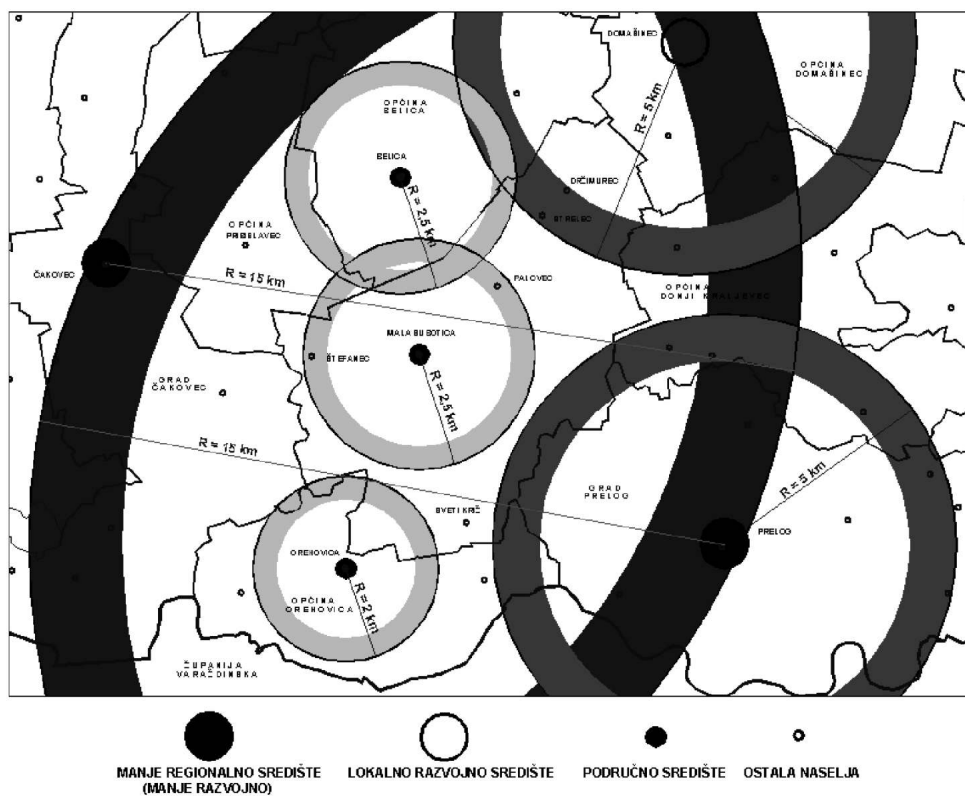 DOMAŠINEC
OPĆINA
DOMAŠINEC
OPĆINA
BELICA
R = 5 km
BELICA
DRČIMUREC
R = 2,5 km
STRELEC
OPĆINA
PRIBISLAVEC
ČAKOVEC
R = 15 km
PALOVEC
OPĆINA
DONJI KRALJEVEC
MALA SUBOTICA
ŠTEFANEC
GRAD
ČAKOVEC
R = 2,5 km
R = 15 km
GRAD
PRELOG
R = 5 km
SVETI KRIŽ
PRELOG
OREHOVICA
R = 2 km
OPĆINA
OREHOVICA
ŽUPANIJA
VARAŽDINSKA
MANJE REGIONALNO SREDIŠTE
(MANJE RAZVOJNO)
LOKALNO RAZVOJNO SREDIŠTE
PODRUČNO SREDIŠTE
OSTALA NASELJA